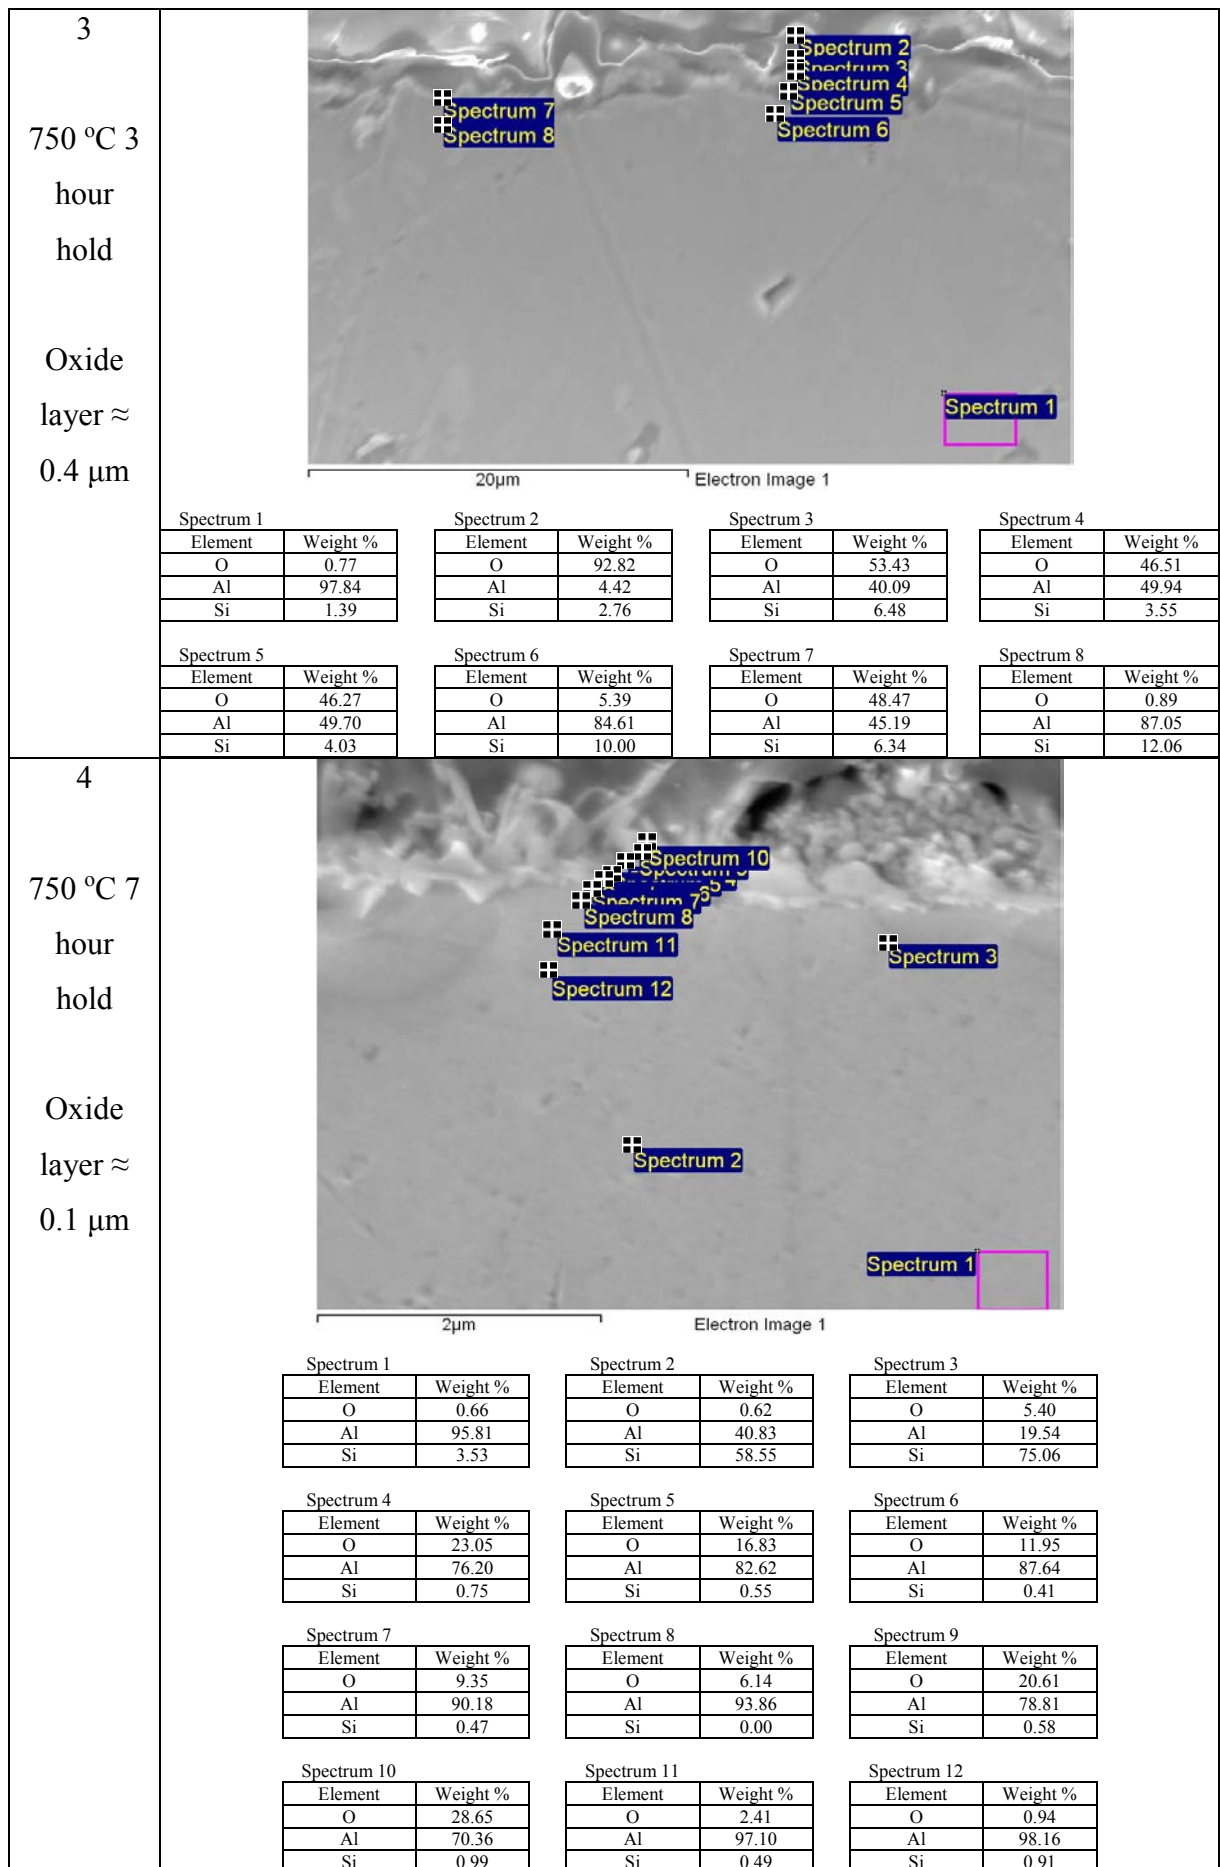 3
750 ºC 3
hour
hold
Oxide
layer ≈
0.4 μm
Spectrum 2
Spectrum 3
Spectrum 4
Spectrum 5
Spectrum 6
Spectrum 7
Spectrum 8
Spectrum 1
20μm Electron Image 1
Spectrum 1 Spectrum 2 Spectrum 3 Spectrum 4
Element Weight % Element Weight % Element Weight % Element Weight %
O 0.77 O 92.82 O 53.43 O 46.51
Al 97.84 Al 4.42 Al 40.09 Al 49.94
Si 1.39 Si 2.76 Si 6.48 Si 3.55
Spectrum 5 Spectrum 6 Spectrum 7 Spectrum 8
Element Weight % Element Weight % Element Weight % Element Weight %
O 46.27 O 5.39 O 48.47 O 0.89
Al 49.70 Al 84.61 Al 45.19 Al 87.05
Si 4.03 Si 10.00 Si 6.34 Si 12.06
4
750 ºC 7
hour
hold
Oxide
layer ≈
0.1 μm
Spectrum 10
4
5
6
Spectrum 7
Spectrum 8
Spectrum 11
Spectrum 3
Spectrum 12
Spectrum 2
Spectrum 1
2μm Electron Image 1
Spectrum 1 Spectrum 2 Spectrum 3
Element Weight % Element Weight % Element Weight %
O 0.66 O 0.62 O 5.40
Al 95.81 Al 40.83 Al 19.54
Si 3.53 Si 58.55 Si 75.06
Spectrum 4 Spectrum 5 Spectrum 6
Element Weight % Element Weight % Element Weight %
O 23.05 O 16.83 O 11.95
Al 76.20 Al 82.62 Al 87.64
Si 0.75 Si 0.55 Si 0.41
Spectrum 7 Spectrum 8 Spectrum 9
Element Weight % Element Weight % Element Weight %
O 9.35 O 6.14 O 20.61
Al 90.18 Al 93.86 Al 78.81
Si 0.47 Si 0.00 Si 0.58
Spectrum 10 Spectrum 11 Spectrum 12
Element Weight % Element Weight % Element Weight %
O 28.65 O 2.41 O 0.94
Al 70.36 Al 97.10 Al 98.16
Si 0.99 Si 0.49 Si 0.91